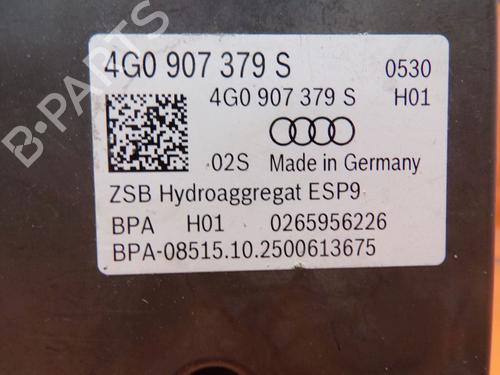 4G0 907 379 S 0530
4G0 907 379 S H01
02S Made in Germany
ZSB Hydroaggregat ESP9
BPA H01 0265956226
BPA-08515.10.2500613675
B-PARTS